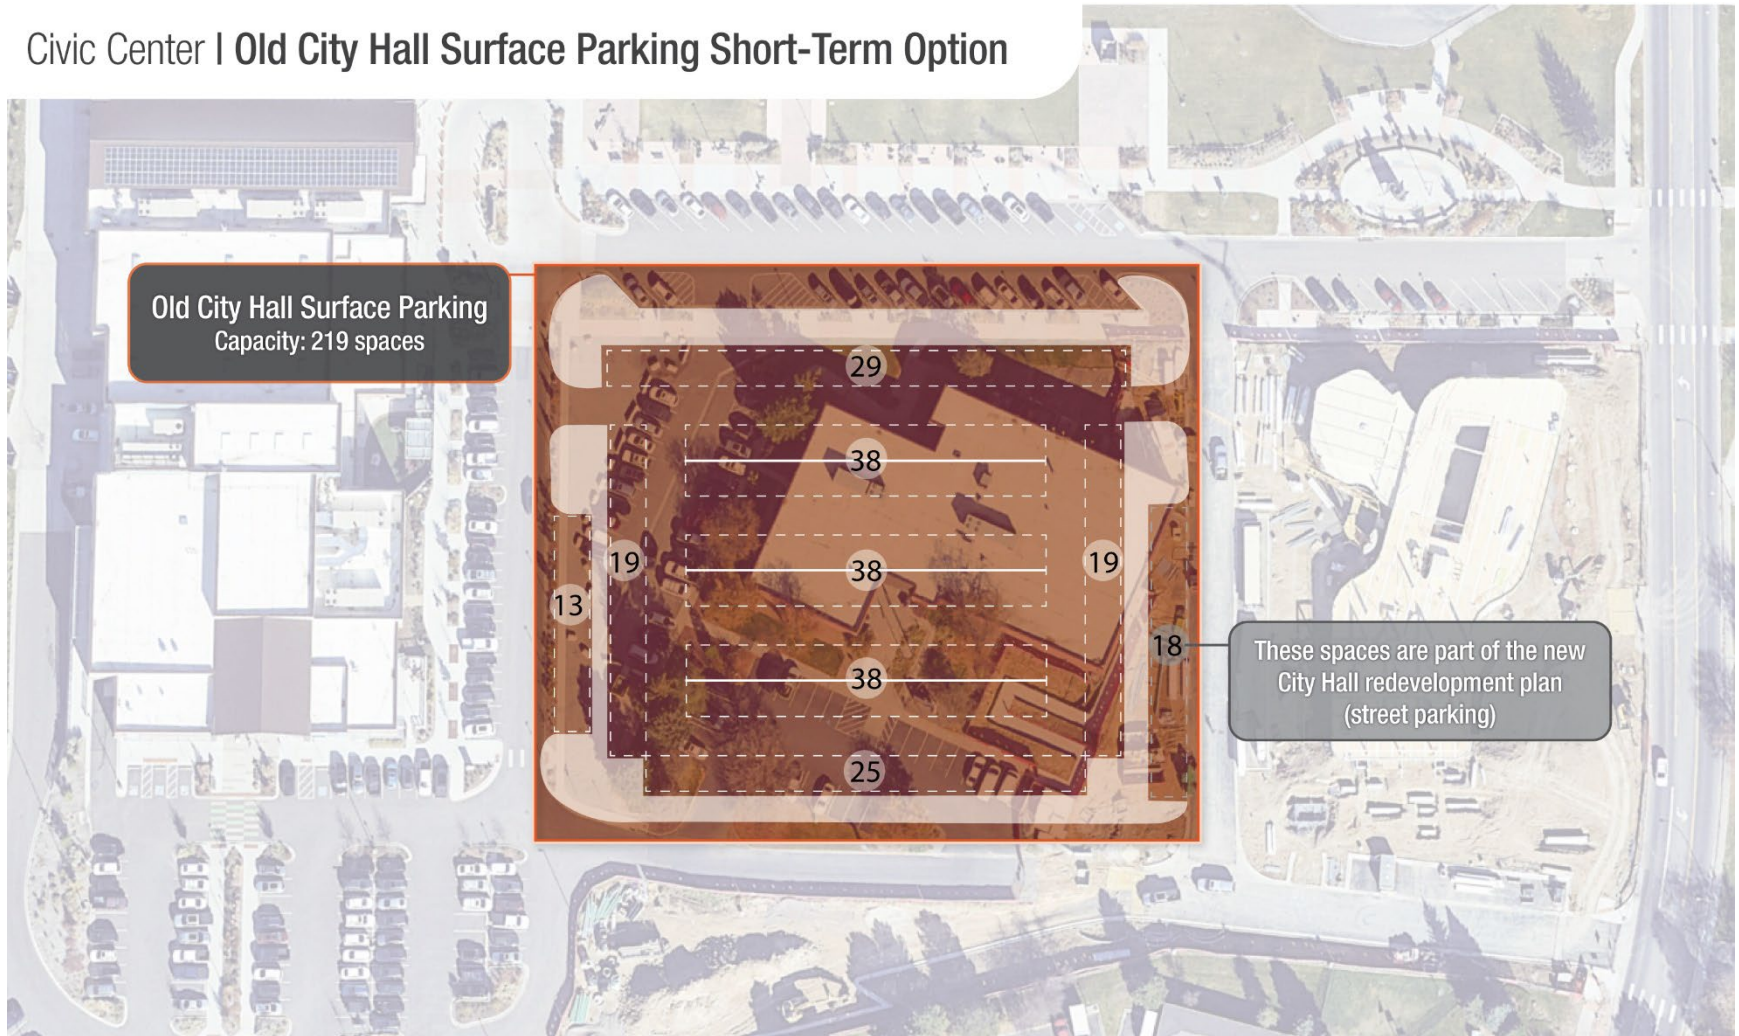 Civic Center | Old City Hall Surface Parking Short-Term Option
Old City Hall Surface Parking
Capacity: 219 spaces
29
38
38
19
19
13
18
These spaces are part of the new
City Hall redevelopment plan
(street parking)
38
25